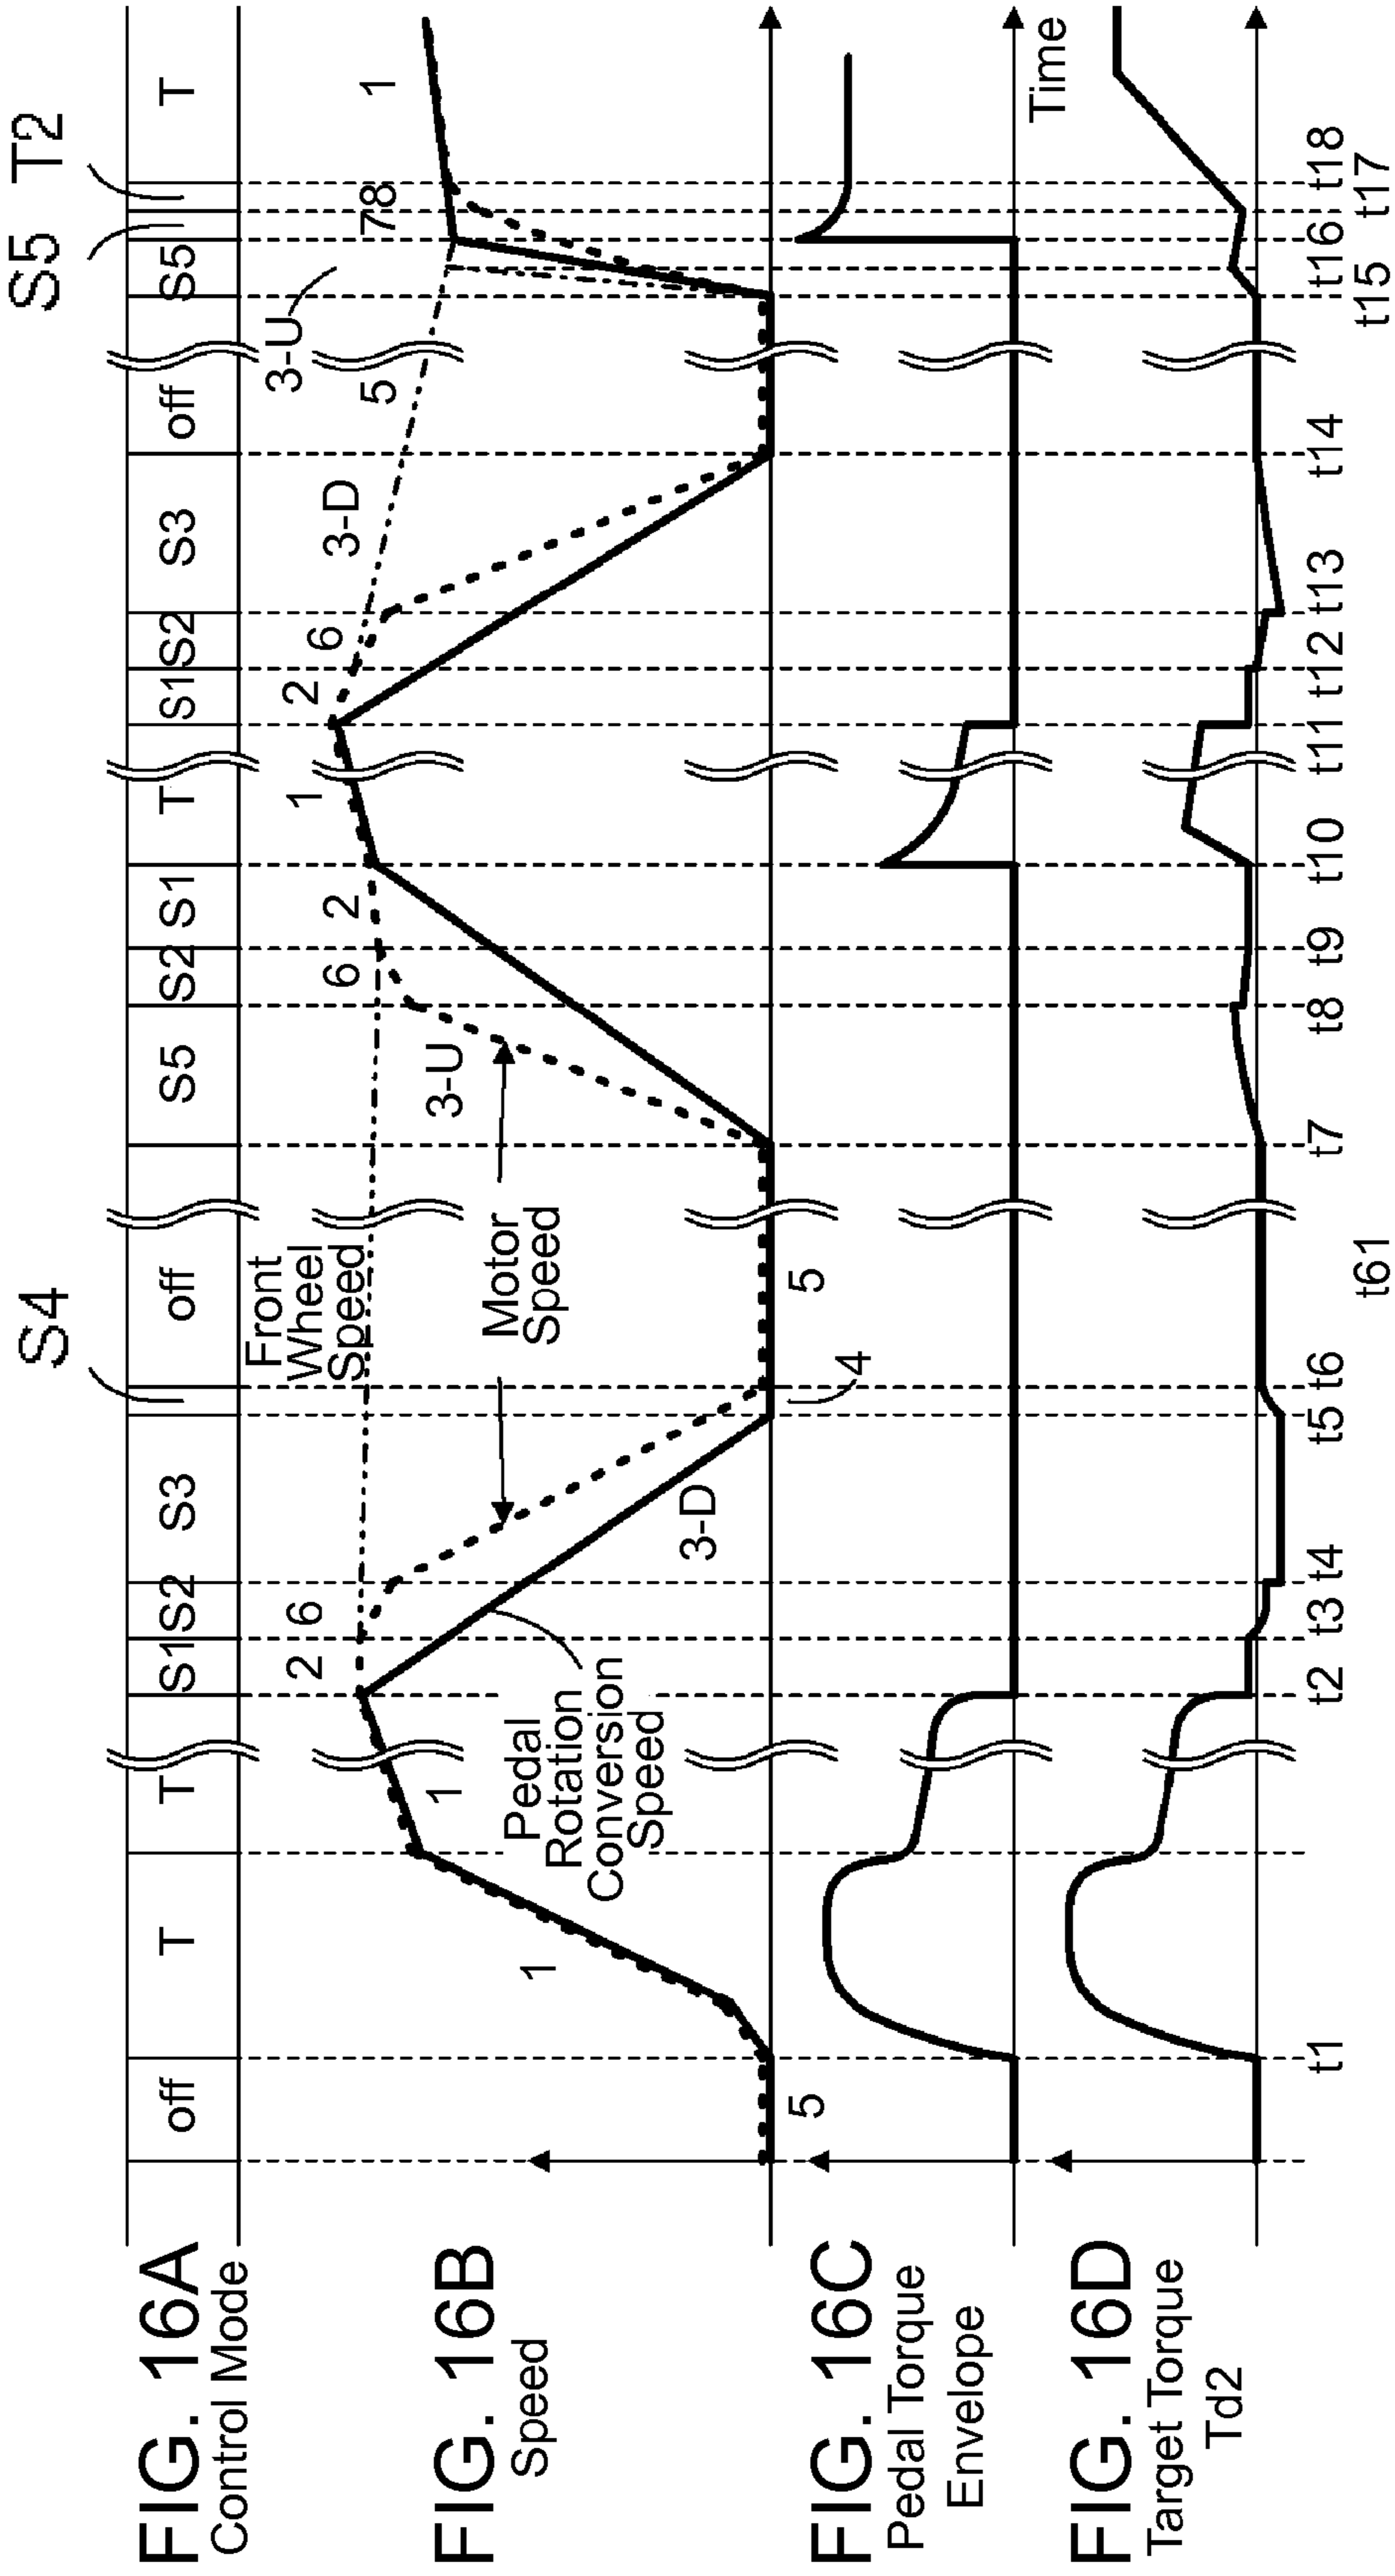 S4
S5 T2
FIG. 16A
Control Mode
off T T S1 S2 S3 off S5 S2 S1 T S1 S2 S3 off S5 T
FIG. 16B
Speed
5 1 1 2 6 3-D 4 5 3-U 6 2 1 2 6 3-D 5 3-U 7 8 1
Front
Wheel
Speed
Motor
Speed
Pedal
Rotation
Conversion
Speed
FIG. 16C
Pedal Torque
Envelope
Time
FIG. 16D
Target Torque
Td2
t1 t2 t3 t4 t5 t6 t7 t8 t9 t10 t11 t12 t13 t14 t16 t18
t61 t15 t17